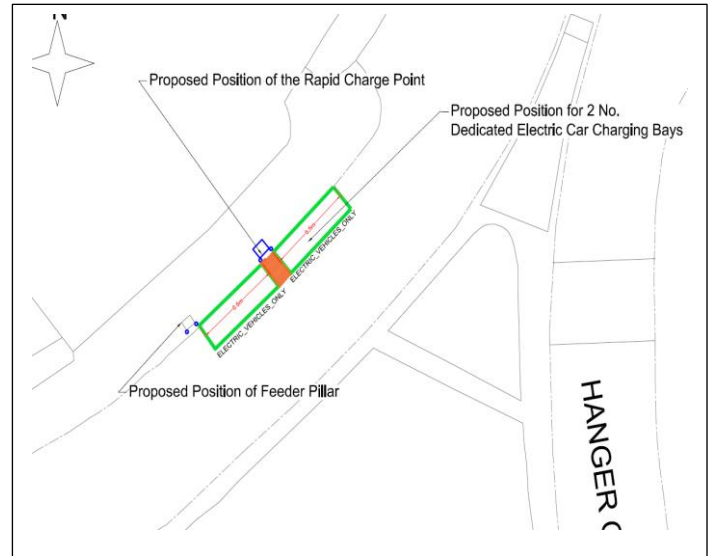 N
Proposed Position of the Rapid Charge Point
Proposed Position for 2 No.
Dedicated Electric Car Charging Bays
ELECTRIC_VEHICLES_ONLY
ELECTRIC_VEHICLES_ONLY
Proposed Position of Feeder Pillar
HANGER